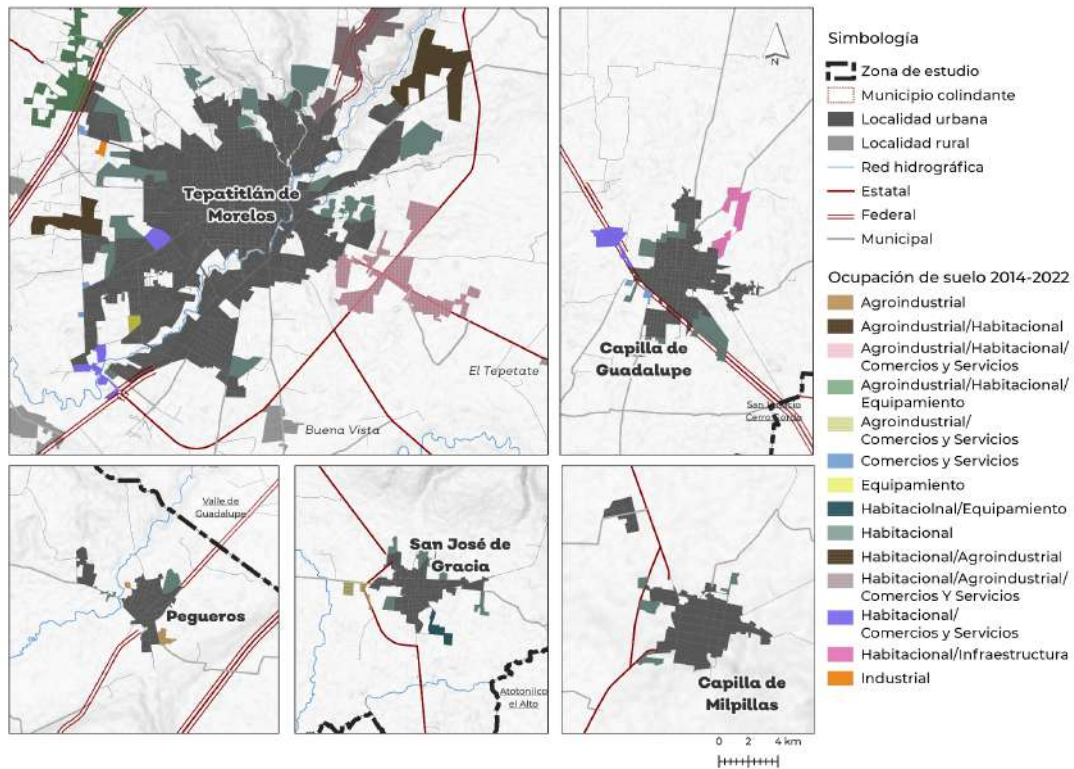 Tepatitlán de
Morelos
El Tepetate
Buena Vista
N
Capilla de
Guadalupe
San Ignacio
Cerro Gordo
Valle de
Guadalupe
Pegueros
San José de
Gracia
Atotonilco
el Alto
Capilla de
Milpillas
0 2 4 km
Simbología
Zona de estudio
Municipio colindante
Localidad urbana
Localidad rural
Red hidrográfica
Estatal
Federal
Municipal
Ocupación de suelo 2014-2022
Agroindustrial
Agroindustrial/Habitacional
Agroindustrial/Habitacional/
Comercios y Servicios
Agroindustrial/Habitacional/
Equipamiento
Agroindustrial/
Comercios y Servicios
Comercios y Servicios
Equipamiento
Habitaciolnal/Equipamiento
Habitacional
Habitacional/Agroindustrial
Habitacional/Agroindustrial/
Comercios Y Servicios
Habitacional/
Comercios y Servicios
Habitacional/Infraestructura
Industrial